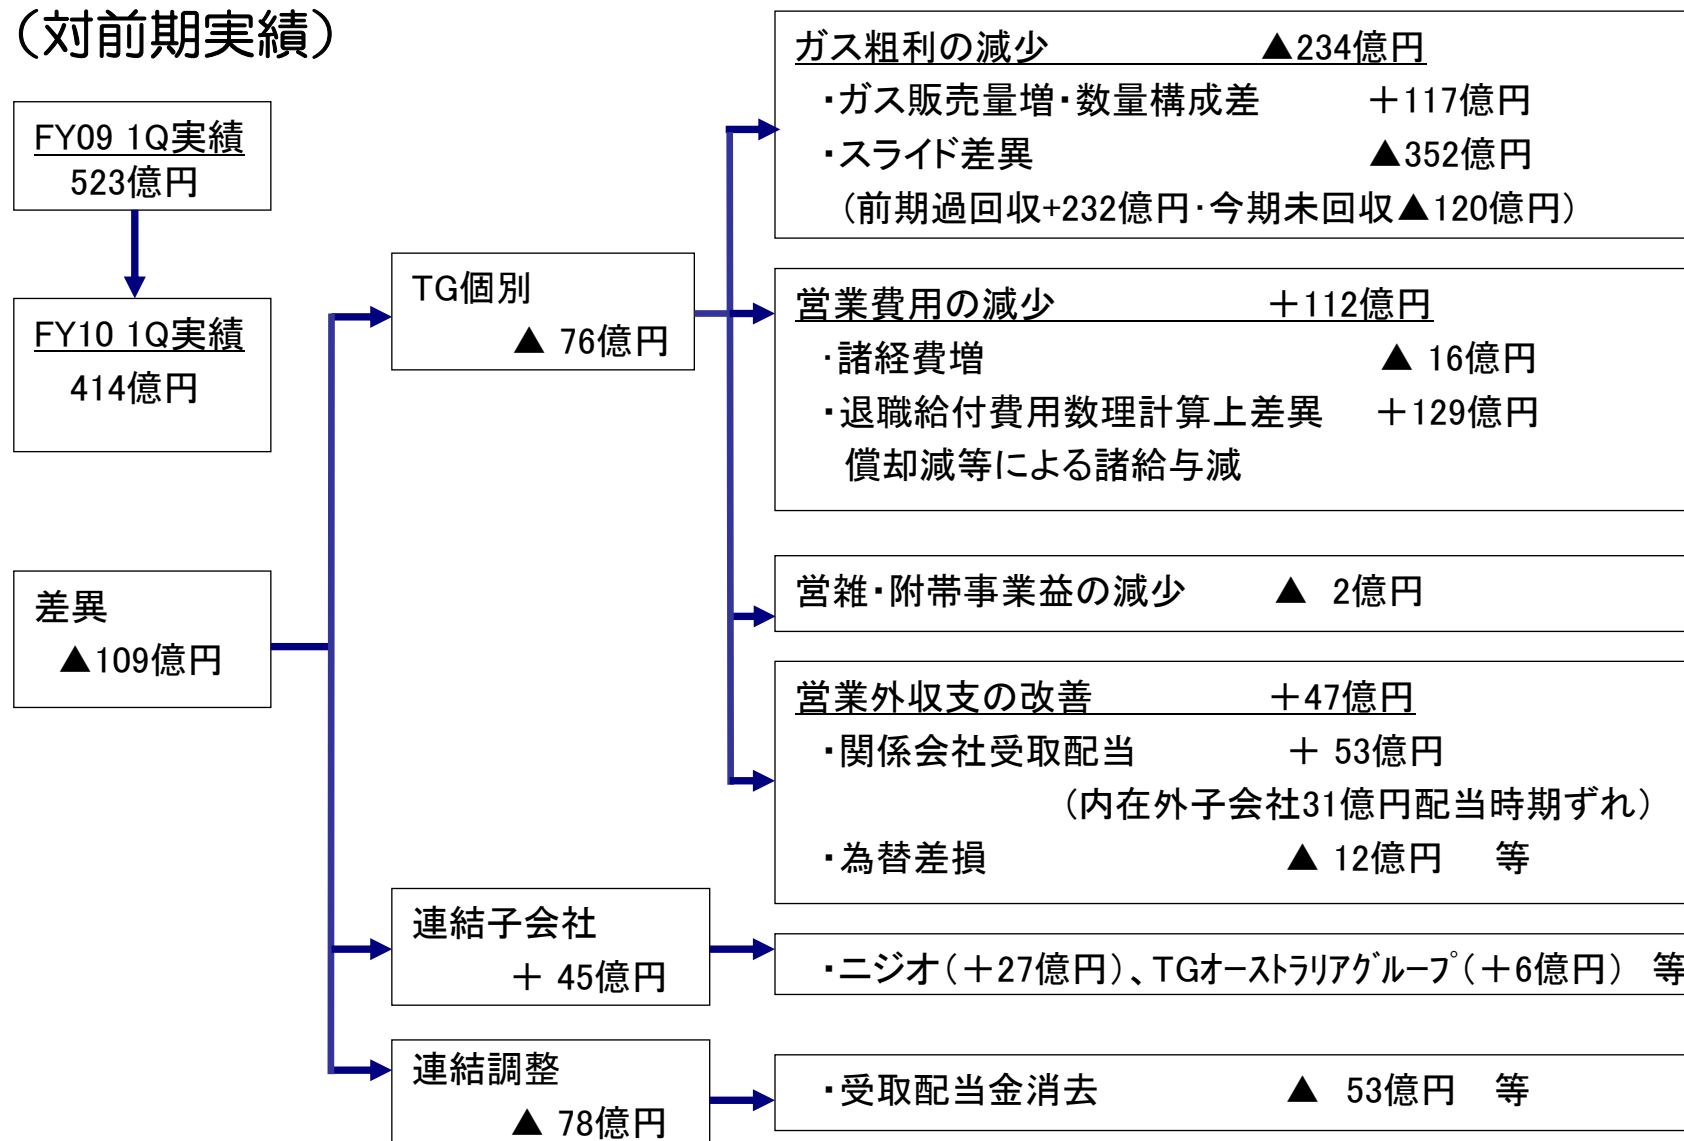 （対前期実績）
FY09 1Q実績
523億円
FY10 1Q実績
414億円
差異
▲109億円
TG個別
▲ 76億円
ガス粗利の減少 ▲234億円
・ガス販売量増・数量構成差 ＋117億円
・スライド差異 ▲352億円
（前期過回収+232億円・今期未回収▲120億円）
営業費用の減少 ＋112億円
・諸経費増 ▲ 16億円
・退職給付費用数理計算上差異 ＋129億円
償却減等による諸給与減
営雑・附帯事業益の減少 ▲ 2億円
営業外収支の改善 ＋47億円
・関係会社受取配当 ＋ 53億円
（内在外子会社31億円配当時期ずれ）
・為替差損 ▲ 12億円 等
連結子会社
＋ 45億円
・ニジオ（＋27億円）、TGオーストラリアグループ（＋6億円） 等
連結調整
▲ 78億円
・受取配当金消去 ▲ 53億円 等